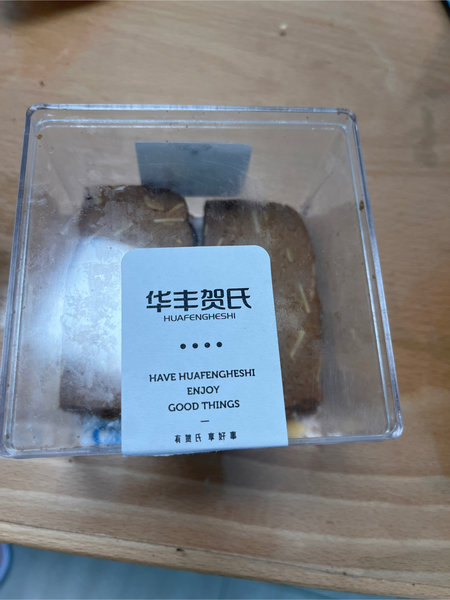 华丰贺氏
HUAFENGHESHI
HAVE HUAFENGHESHI
ENJOY
GOOD THINGS
有贺氏 享好事